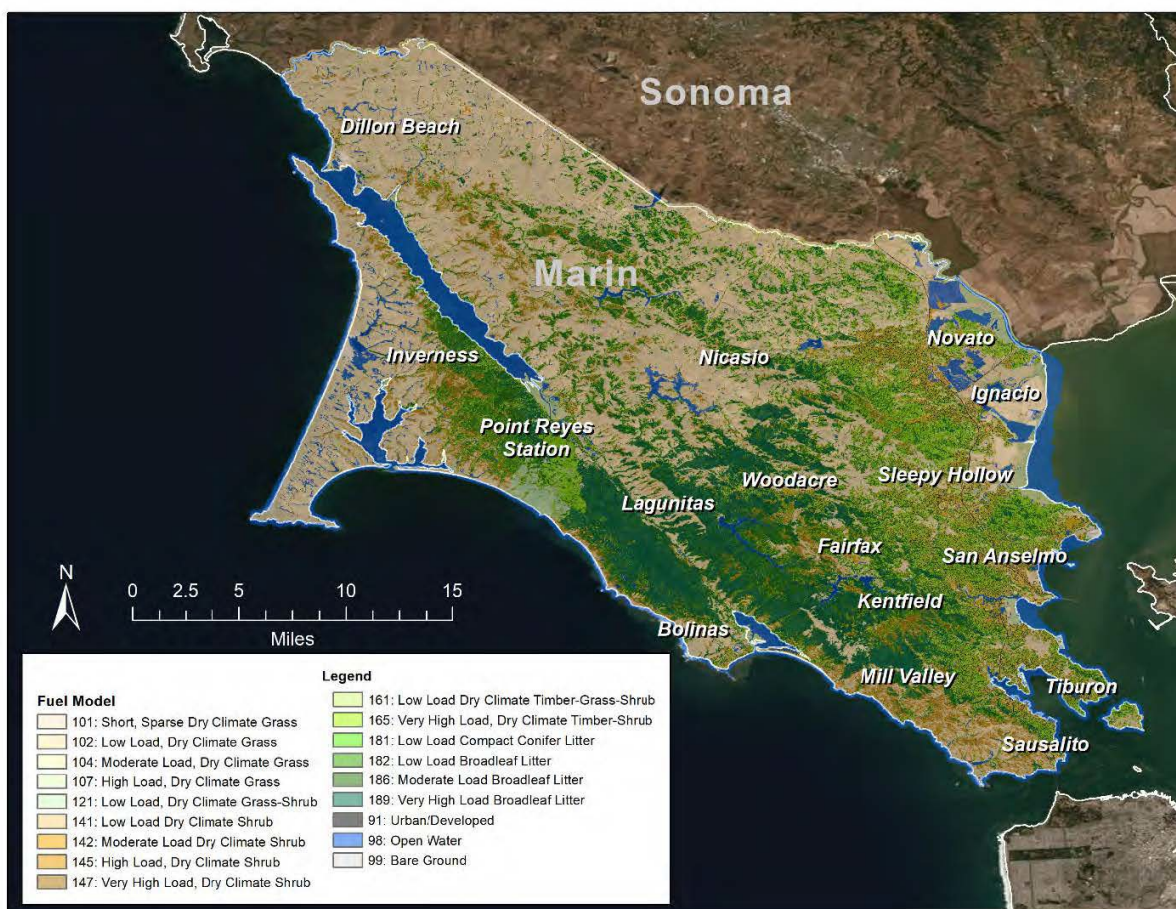 Sonoma
Dillon Beach
Marin
Inverness
Nicasio
Novato
Ignacio
Point Reyes
Station
Lagunitas
Woodacre
Sleepy Hollow
Fairfax
San Anselmo
Kentfield
Bolinas
Mill Valley
Tiburon
Sausalito
N
0 2.5 5 10 15
Miles
Legend
Fuel Model
101: Short, Sparse Dry Climate Grass
102: Low Load, Dry Climate Grass
104: Moderate Load, Dry Climate Grass
107: High Load, Dry Climate Grass
121: Low Load, Dry Climate Grass-Shrub
141: Low Load Dry Climate Shrub
142: Moderate Load Dry Climate Shrub
145: High Load, Dry Climate Shrub
147: Very High Load, Dry Climate Shrub
161: Low Load Dry Climate Timber-Grass-Shrub
165: Very High Load, Dry Climate Timber-Shrub
181: Low Load Compact Conifer Litter
182: Low Load Broadleaf Litter
186: Moderate Load Broadleaf Litter
189: Very High Load Broadleaf Litter
91: Urban/Developed
98: Open Water
99: Bare Ground